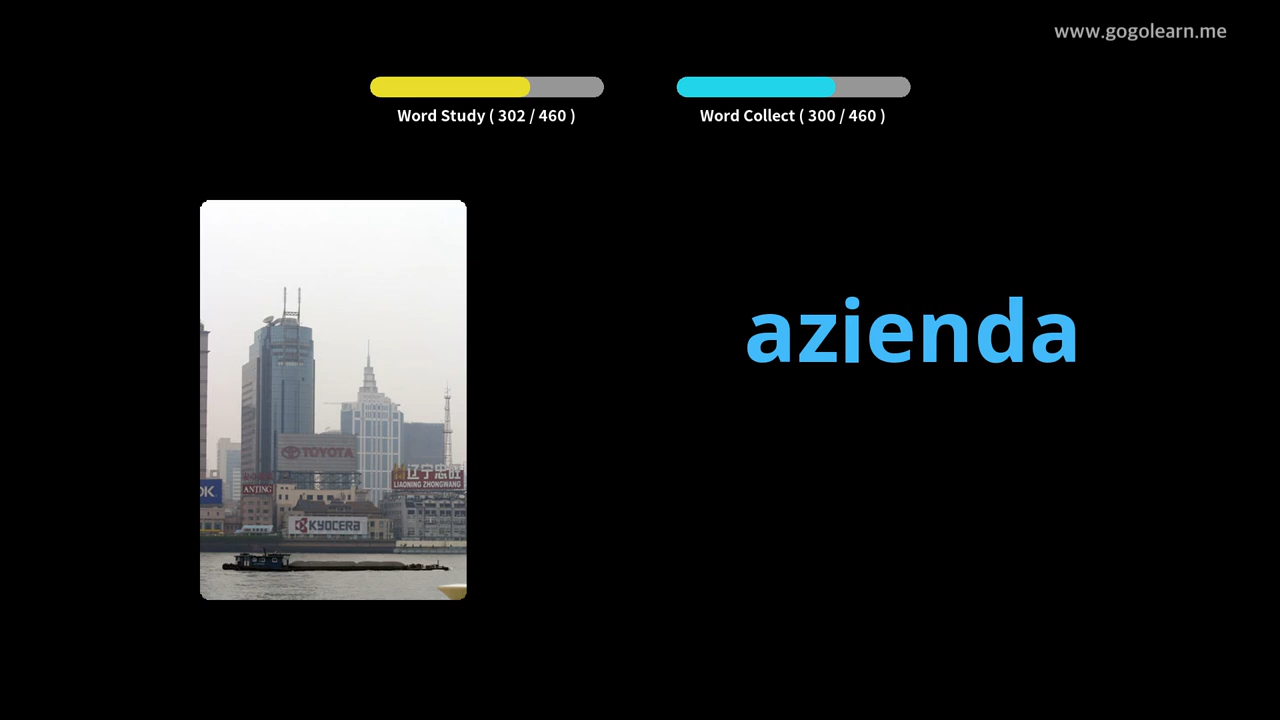 www.gogolearn.me
Word Study ( 302 / 460 )
Word Collect ( 300 / 460 )
azienda
TOYOTA
辽宁忠旺
LIAONING ZHONGWANG
OK
ANTING
KYOCERA